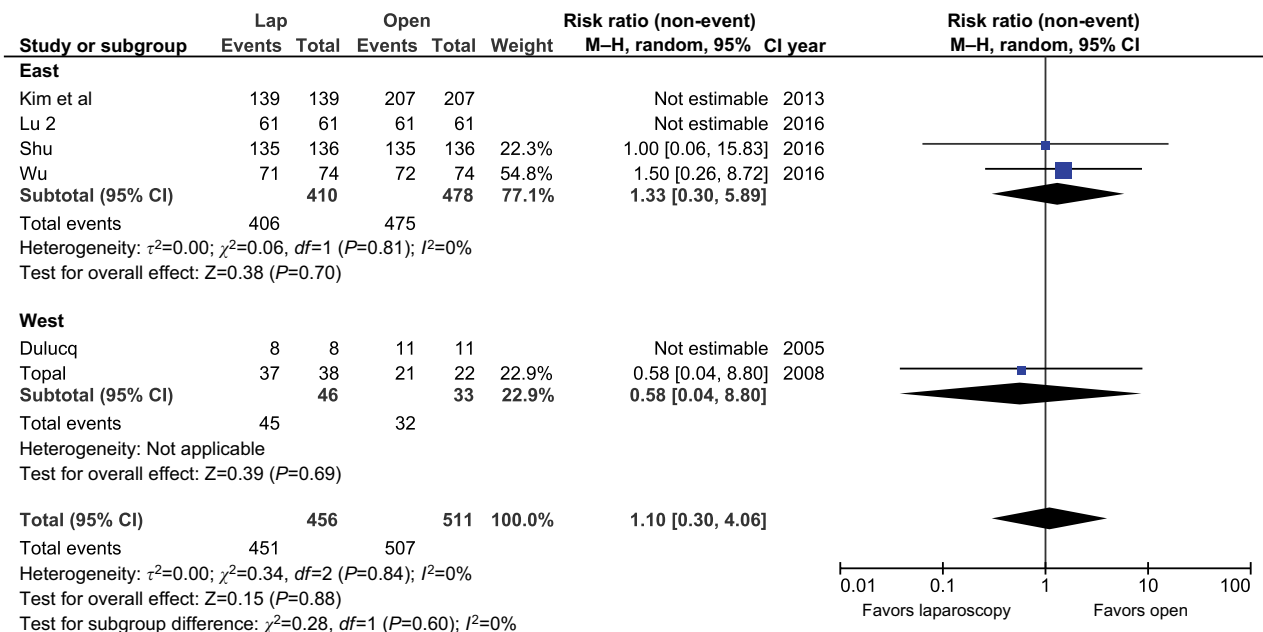 Lap Open Risk ratio (non-event) Risk ratio (non-event)
Study or subgroup Events Total Events Total Weight M–H, random, 95% CI year M–H, random, 95% CI
East
Kim et al 139 139 207 207 Not estimable 2013
Lu 2 61 61 61 61 Not estimable 2016
Shu 135 136 135 136 22.3% 1.00 [0.06, 15.83] 2016
Wu 71 74 72 74 54.8% 1.50 [0.26, 8.72] 2016
Subtotal (95% CI) 410 478 77.1% 1.33 [0.30, 5.89]
Total events 406 475
Heterogeneity: τ²=0.00; χ²=0.06, df=1 (P=0.81); I²=0%
Test for overall effect: Z=0.38 (P=0.70)
West
Dulucq 8 8 11 11 Not estimable 2005
Topal 37 38 21 22 22.9% 0.58 [0.04, 8.80] 2008
Subtotal (95% CI) 46 33 22.9% 0.58 [0.04, 8.80]
Total events 45 32
Heterogeneity: Not applicable
Test for overall effect: Z=0.39 (P=0.69)
Total (95% CI) 456 511 100.0% 1.10 [0.30, 4.06]
Total events 451 507
Heterogeneity: τ²=0.00; χ²=0.34, df=2 (P=0.84); I²=0%
Test for overall effect: Z=0.15 (P=0.88)
Test for subgroup difference: χ²=0.28, df=1 (P=0.60); I²=0%
0.01 0.1 1 10 100
Favors laparoscopy Favors open